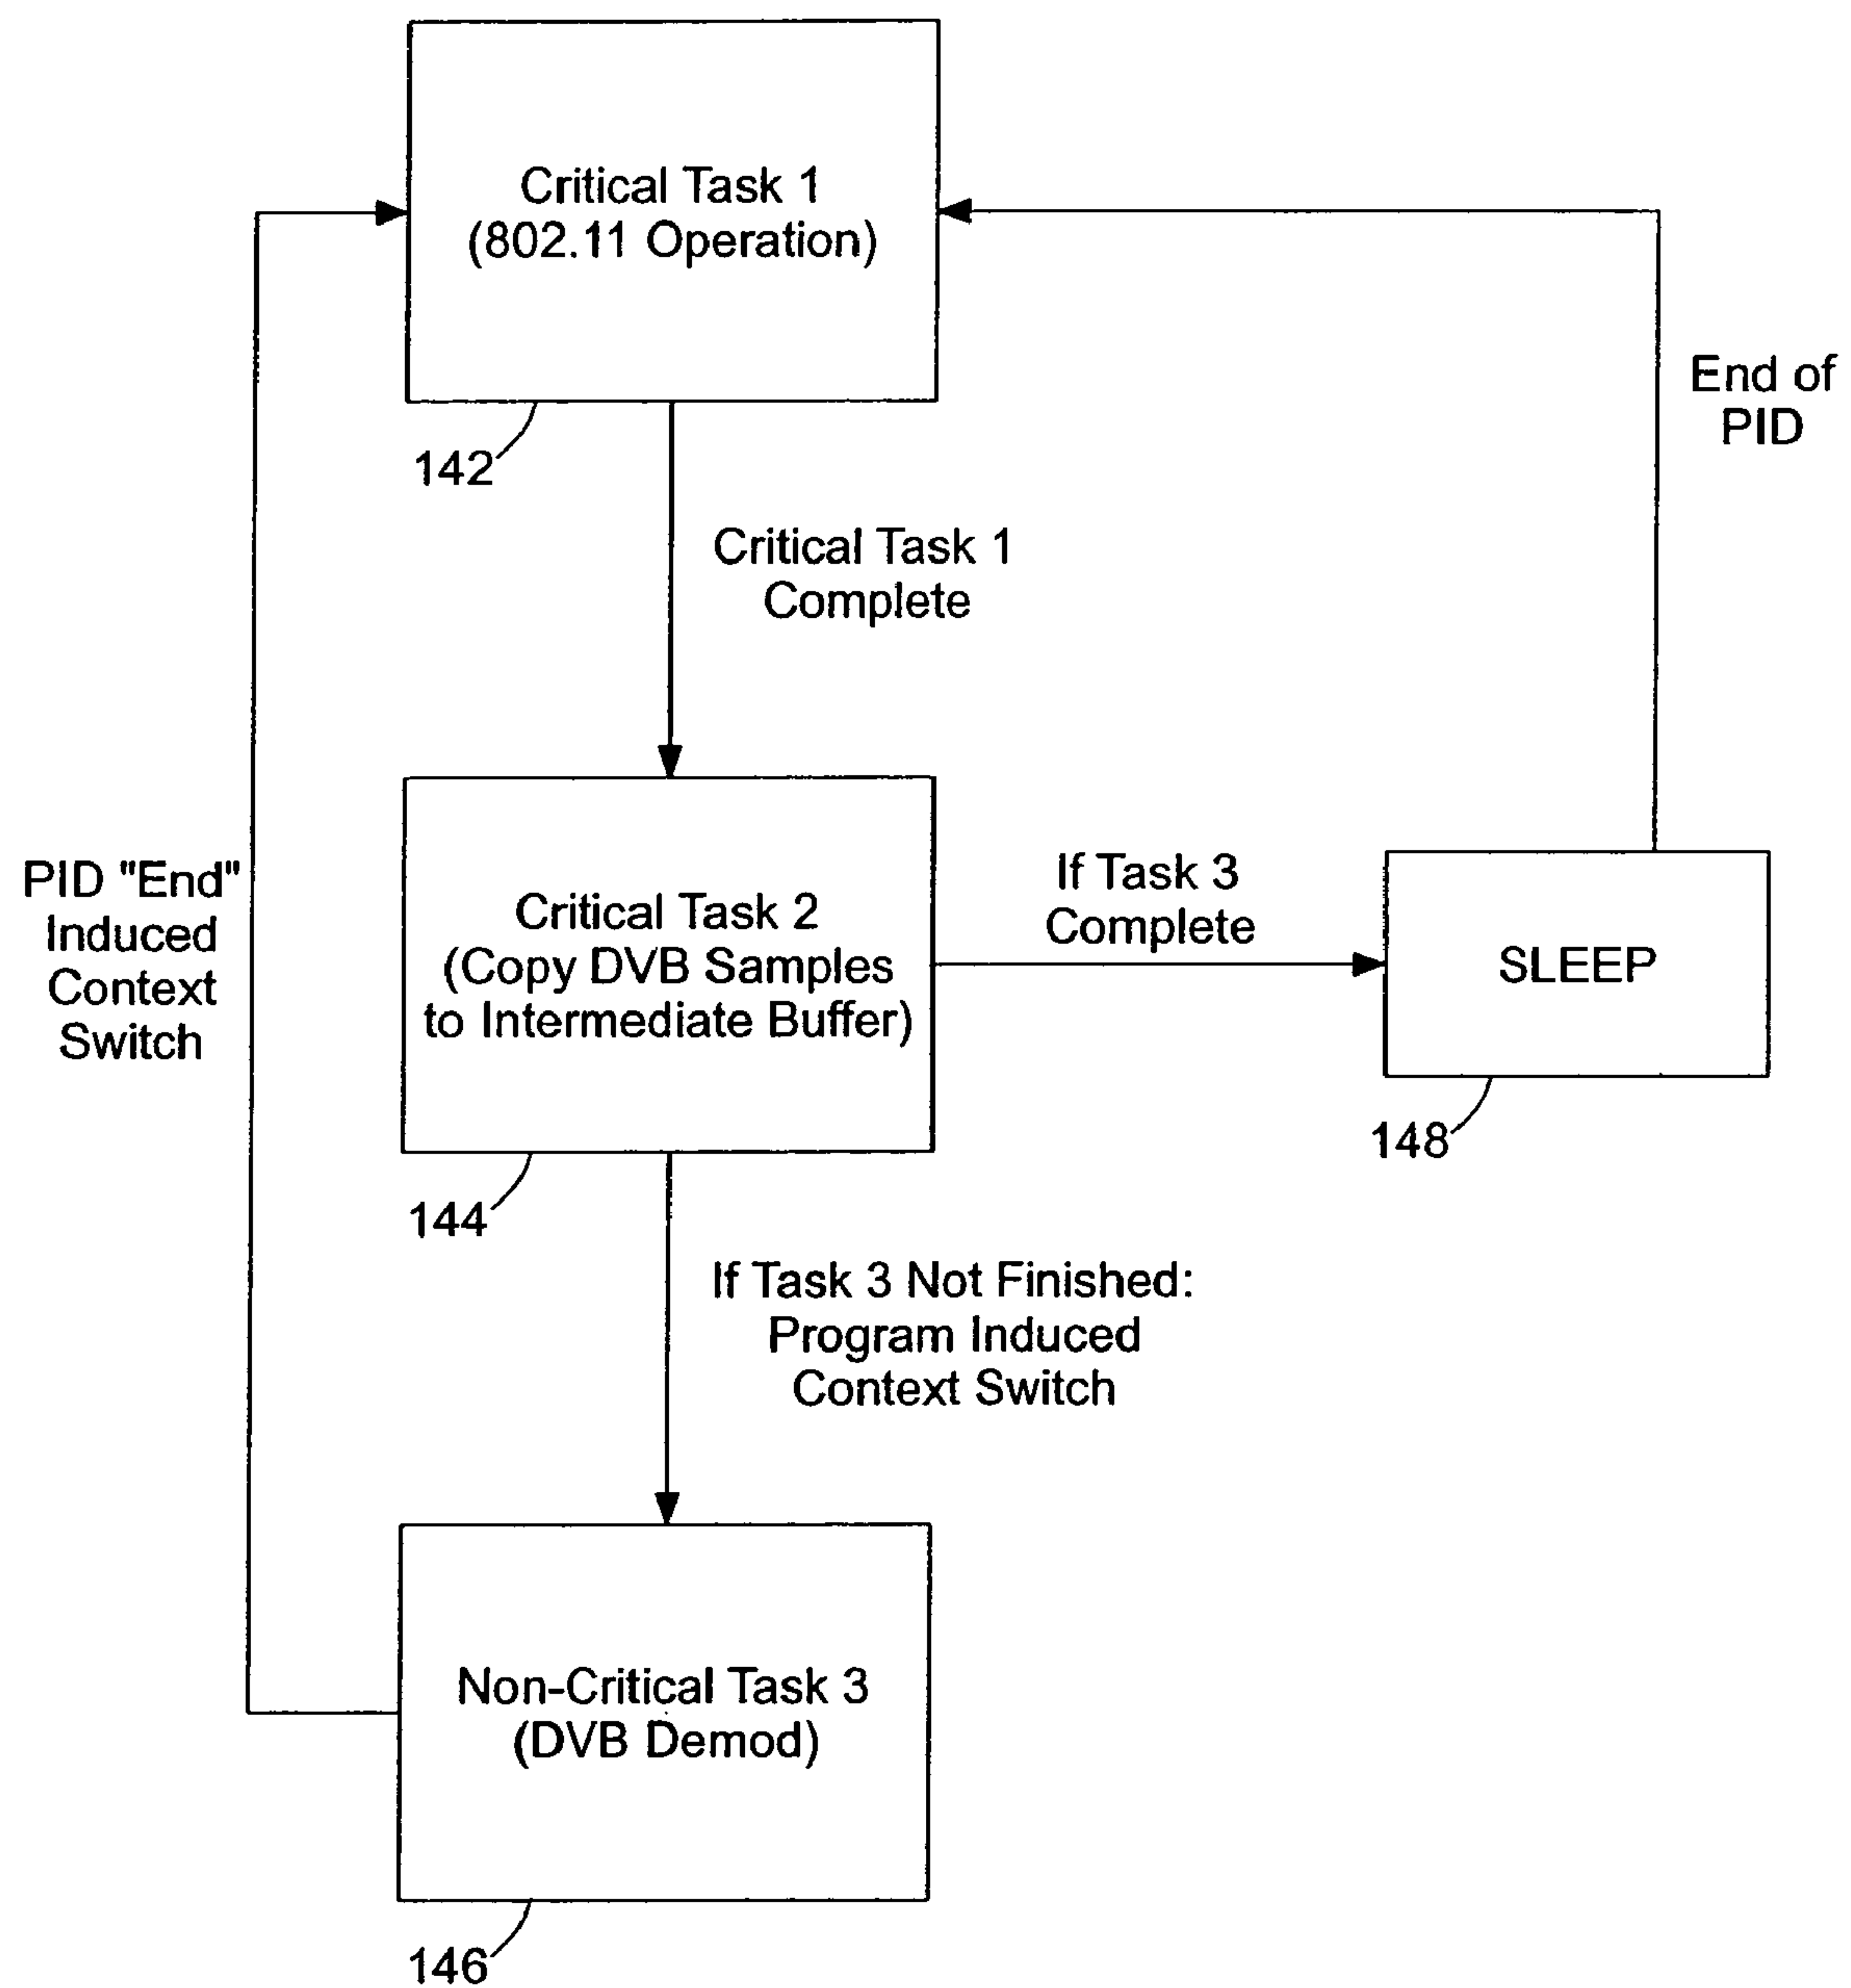 Critical Task 1
(802.11 Operation)
142
End of
PID
Critical Task 1
Complete
PID "End"
Induced
Context
Switch
Critical Task 2
(Copy DVB Samples
to Intermediate Buffer)
144
If Task 3
Complete
SLEEP
148
If Task 3 Not Finished:
Program Induced
Context Switch
Non-Critical Task 3
(DVB Demod)
146